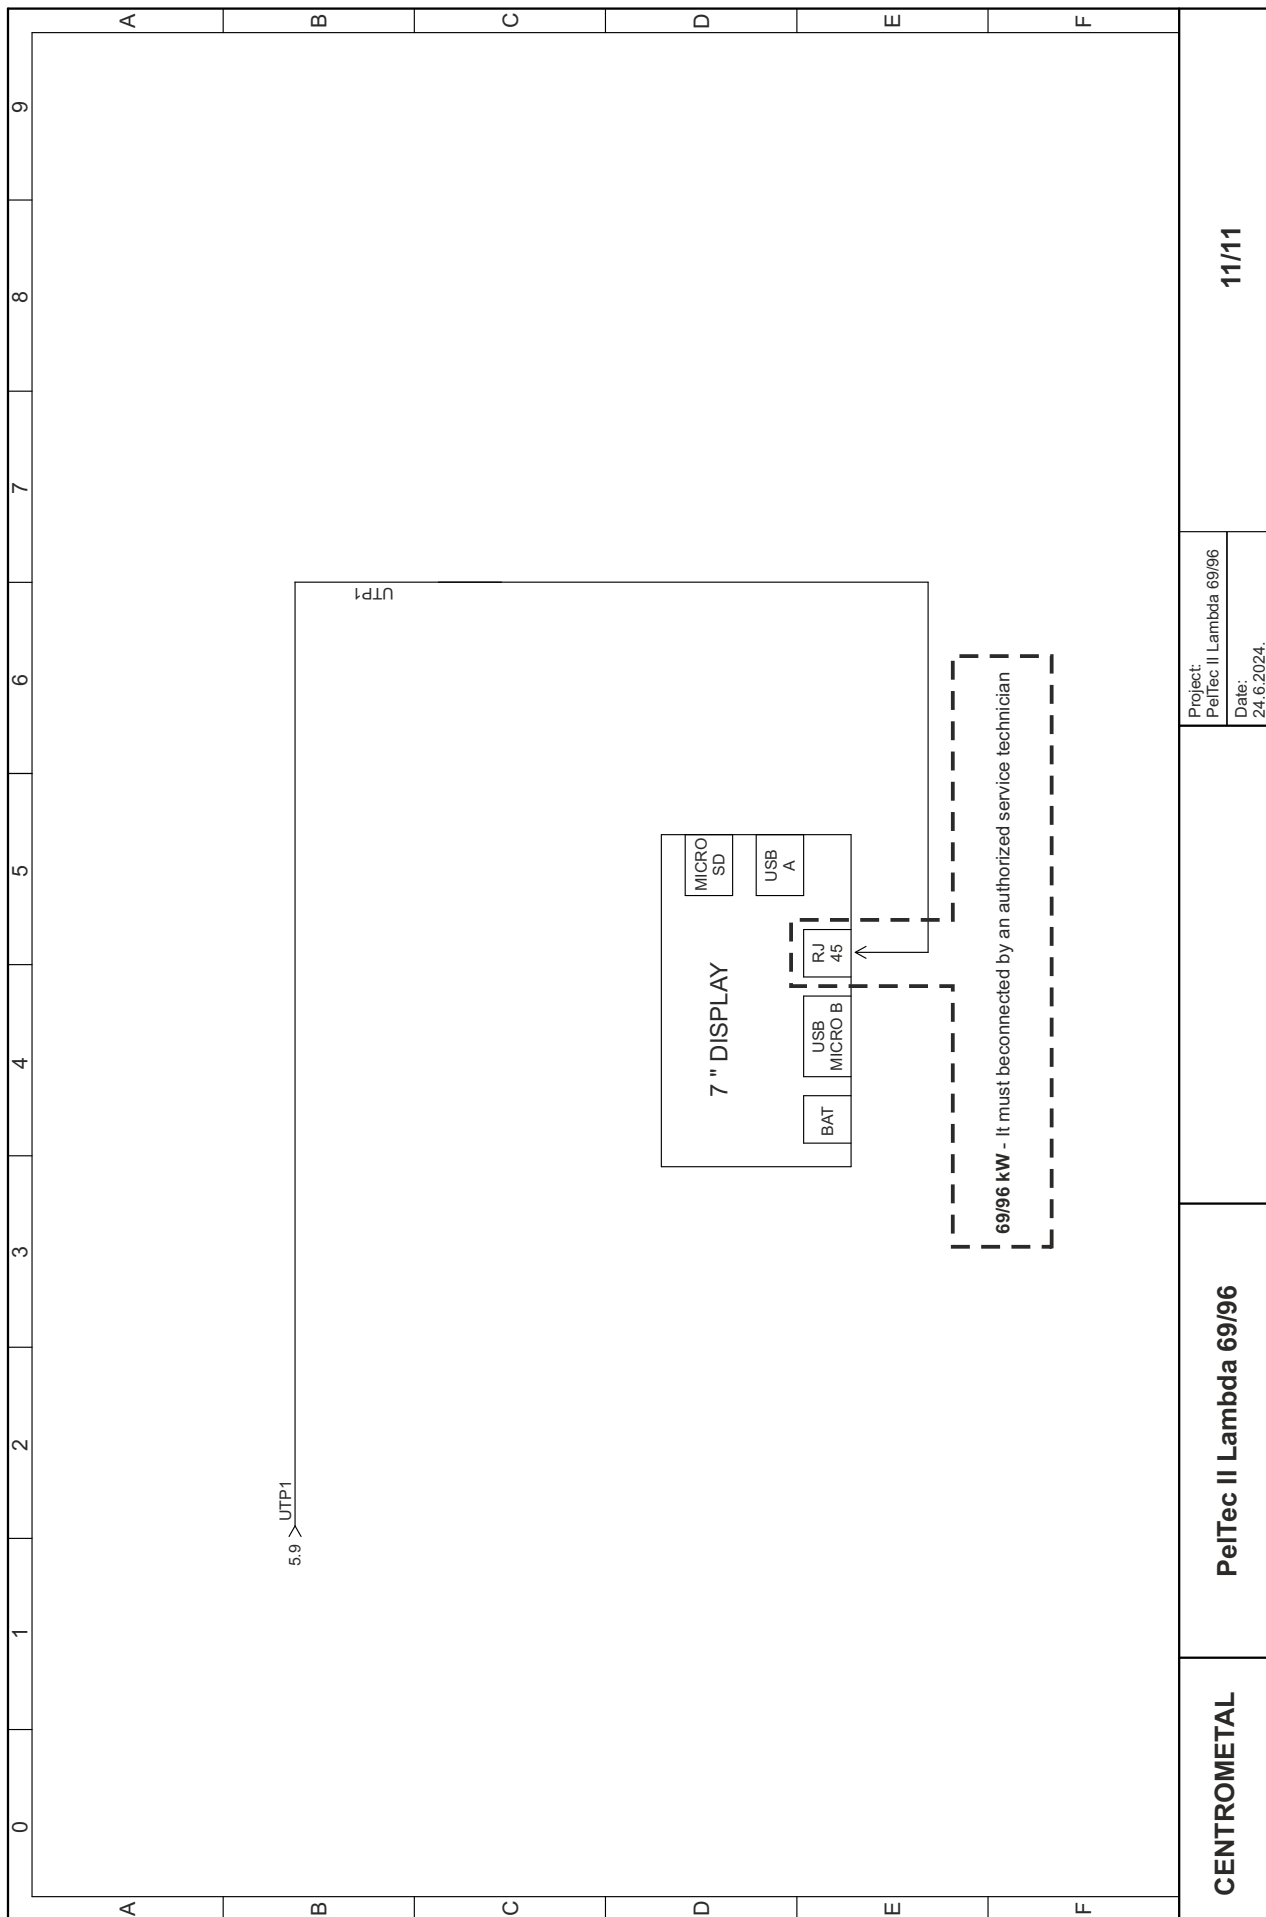 0 1 2 3 4 5 6 7 8 9
A A
B B
C C
D D
E E
F F
5.9
UTP1
UTP1
7 " DISPLAY
MICRO
SD
USB
A
BAT
USB
MICRO B
RJ
45
69/96 kW - It must beconnected by an authorized service technician
CENTROMETAL
PelTec II Lambda 69/96
Project:
PelTec II Lambda 69/96
Date:
24.6.2024.
11/11